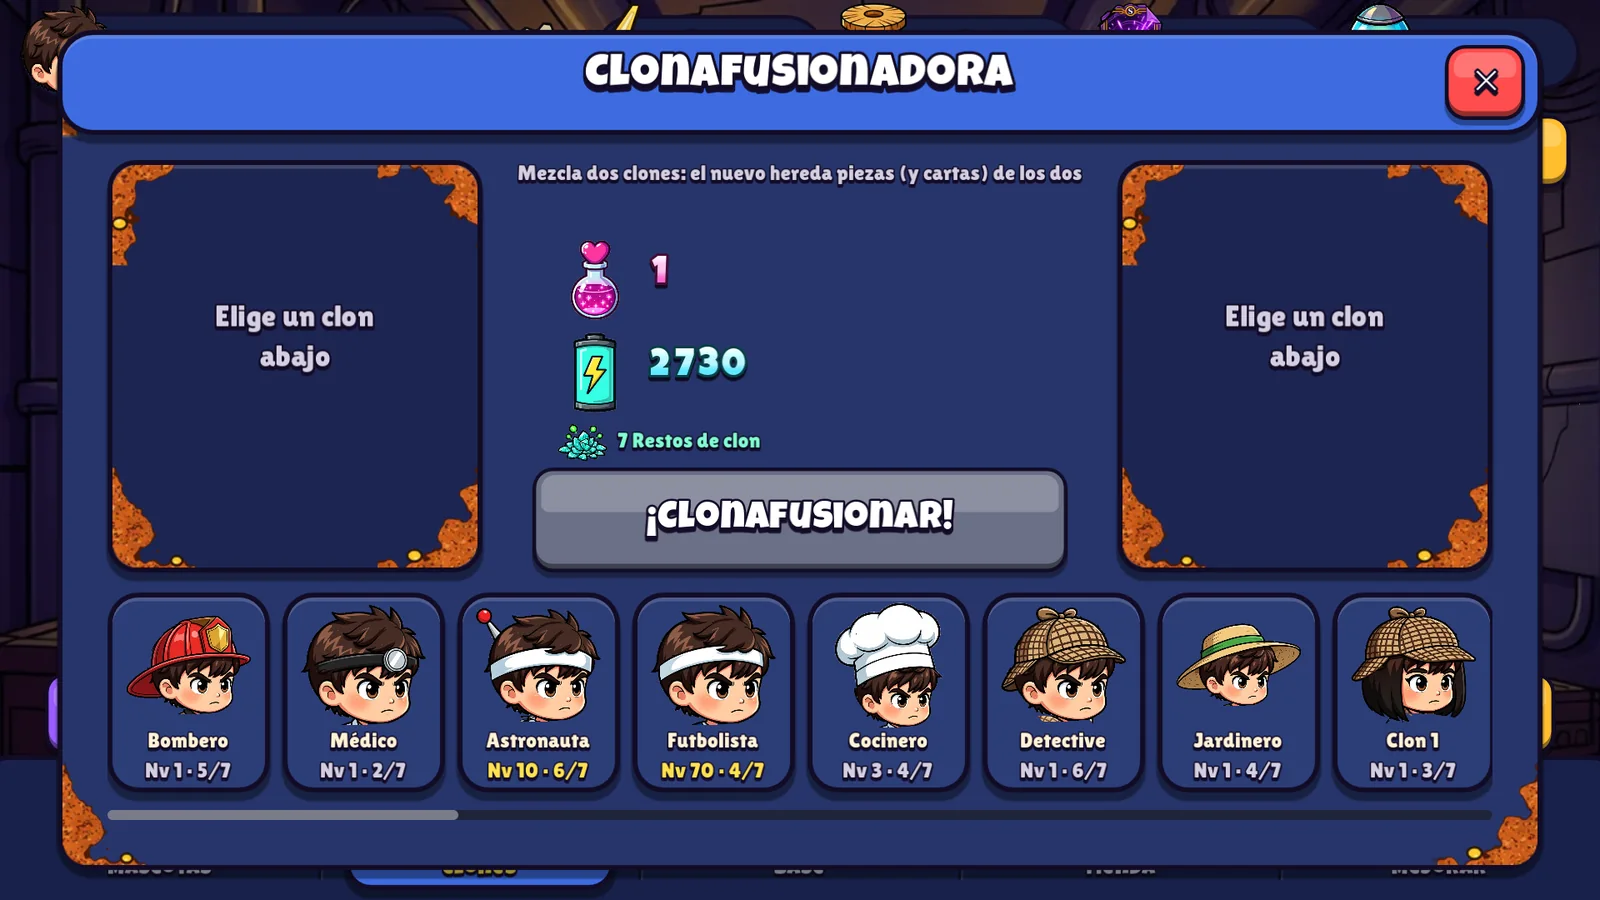 CLONAFUSIONADORA
Mezcla dos clones: el nuevo hereda piezas (y cartas) de los dos
Elige un clon
abajo
1
2730
7 Restos de clon
¡CLONAFUSIONAR!
Elige un clon
abajo
Bombero
Nv 1 · 5/7
Médico
Nv 1 · 2/7
Astronauta
Nv 10 · 6/7
Futbolista
Nv 70 · 4/7
Cocinero
Nv 3 · 4/7
Detective
Nv 1 · 6/7
Jardinero
Nv 1 · 4/7
Clon 1
Nv 1 · 3/7